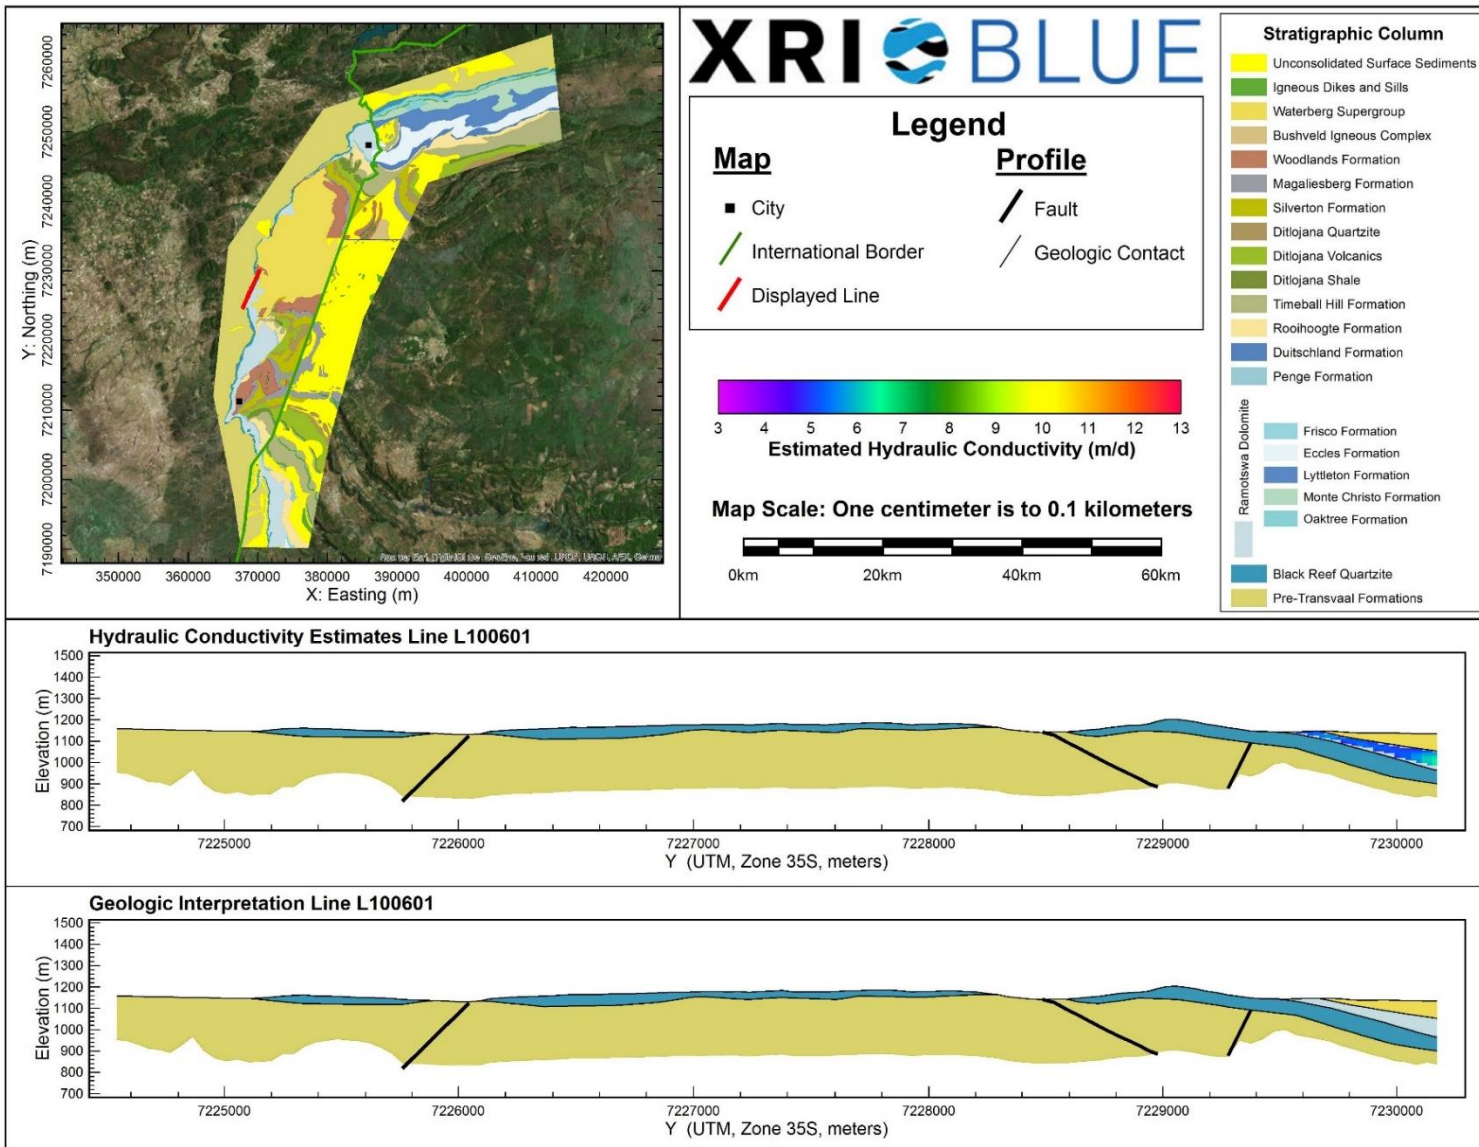 XRI BLUE
Legend
Map
City
International Border
Displayed Line
Profile
Fault
Geologic Contact
3 4 5 6 7 8 9 10 11 12 13
Estimated Hydraulic Conductivity (m/d)
Map Scale: One centimeter is to 0.1 kilometers
0km 20km 40km 60km
Stratigraphic Column
Unconsolidated Surface Sediments
Igneous Dikes and Sills
Waterberg Supergroup
Bushveld Igneous Complex
Woodlands Formation
Magaliesberg Formation
Silverton Formation
Ditlojana Quartzite
Ditlojana Volcanics
Ditlojana Shale
Timeball Hill Formation
Rooihoogte Formation
Duitschland Formation
Penge Formation
Ramotswa Dolomite
Frisco Formation
Eccles Formation
Lyttleton Formation
Monte Christo Formation
Oaktree Formation
Black Reef Quartzite
Pre-Transvaal Formations
Y: Northing (m)
7260000
7250000
7240000
7230000
7220000
7210000
7200000
7190000
350000 360000 370000 380000 390000 400000 410000 420000
X: Easting (m)
Hydraulic Conductivity Estimates Line L100601
Elevation (m)
1500
1400
1300
1200
1100
1000
900
800
700
7225000 7226000 7227000 7228000 7229000 7230000
Y (UTM, Zone 35S, meters)
Geologic Interpretation Line L100601
Elevation (m)
1500
1400
1300
1200
1100
1000
900
800
700
7225000 7226000 7227000 7228000 7229000 7230000
Y (UTM, Zone 35S, meters)